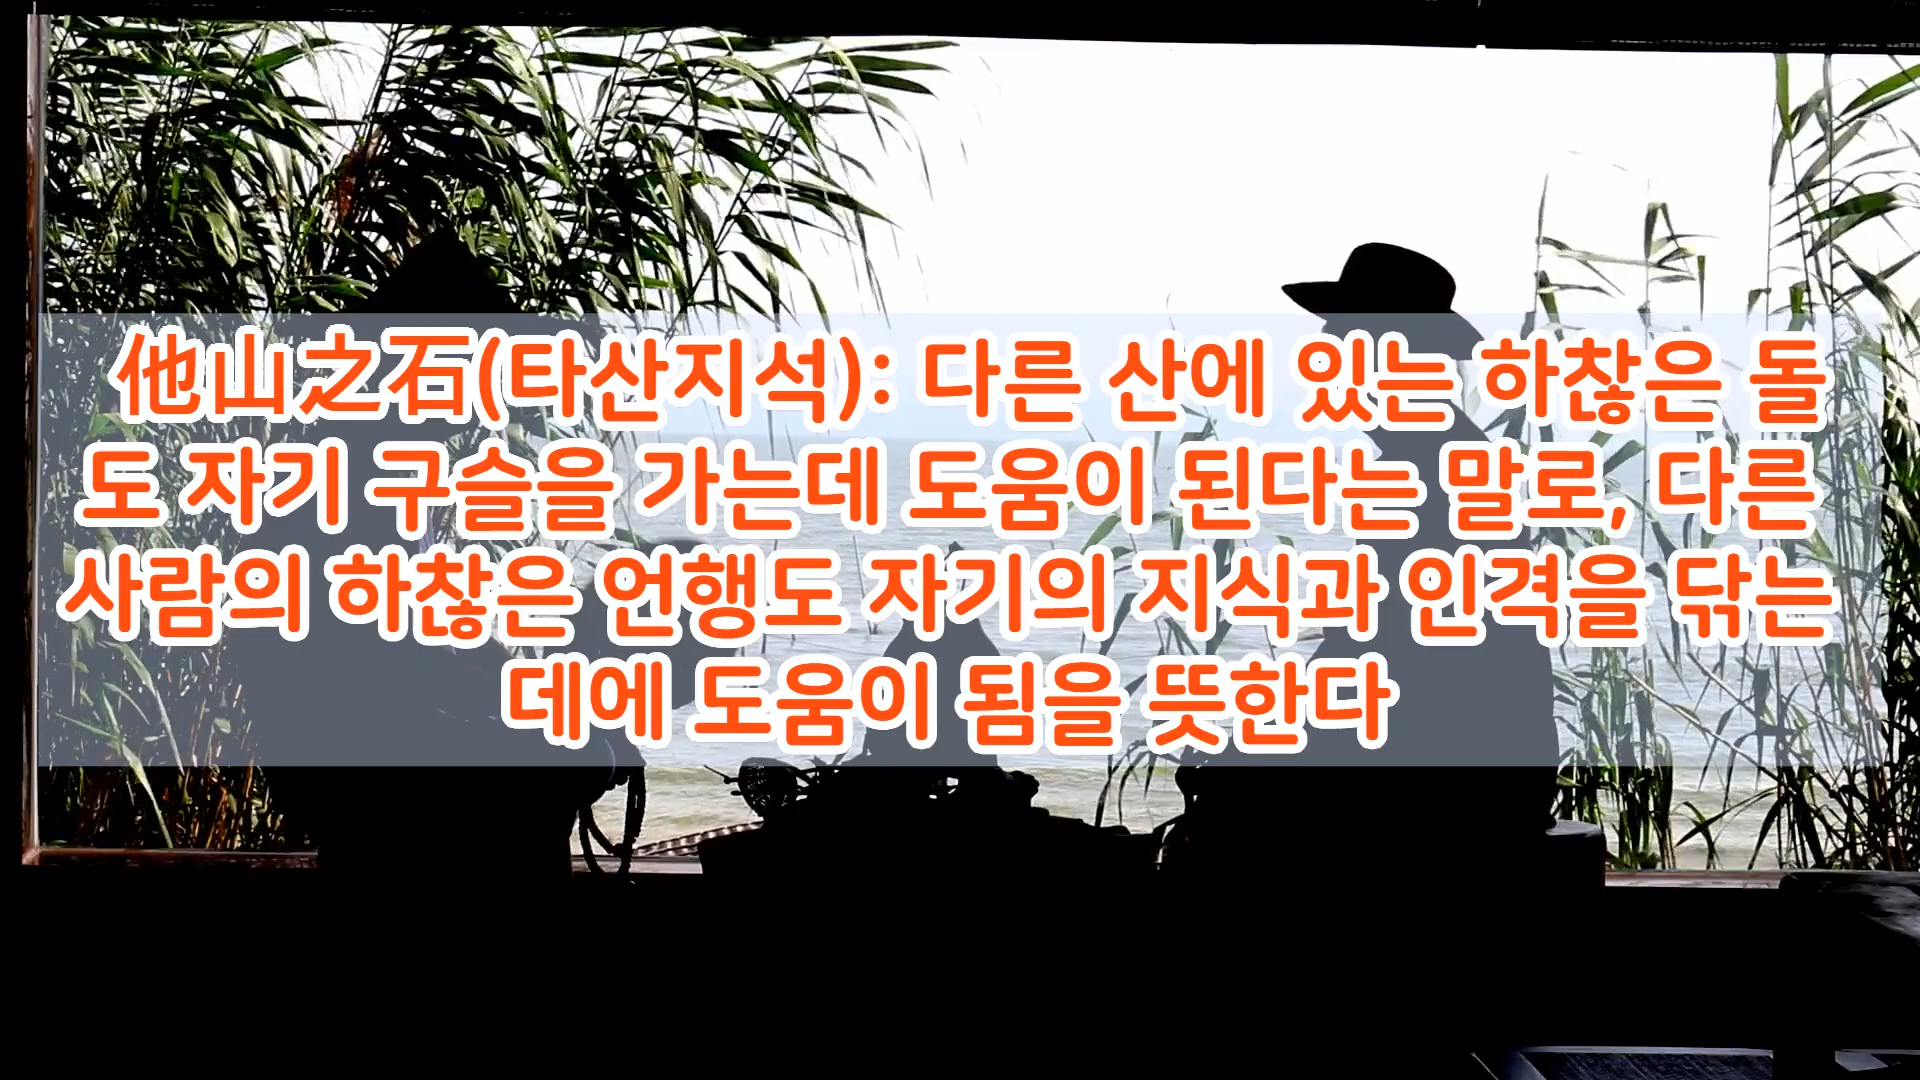 他山之石(타산지석): 다른 산에 있는 하찮은 돌
도 자기 구슬을 가는데 도움이 된다는 말로, 다른
사람의 하찮은 언행도 자기의 지식과 인격을 닦는
데에 도움이 됨을 뜻한다